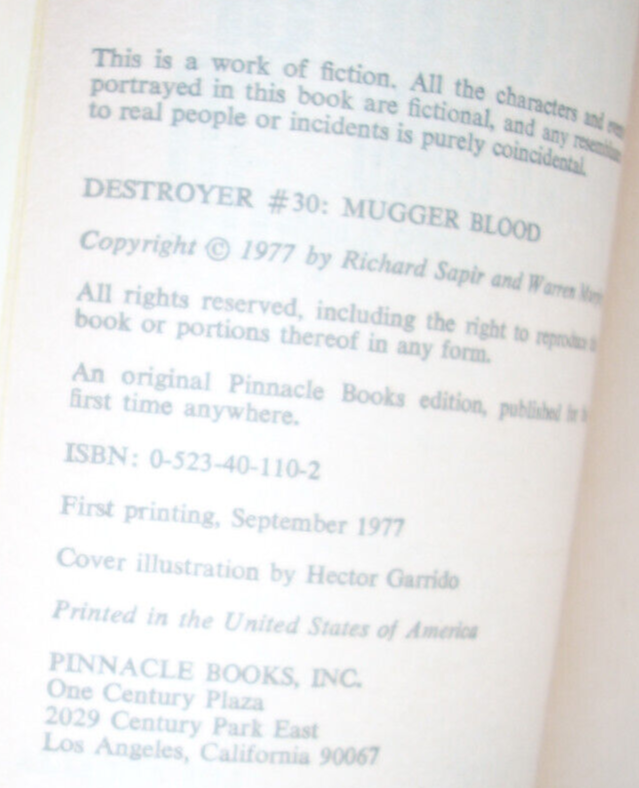 This is a work of fiction. All the characters and
portrayed in this book are fictional, and any
to real people or incidents is purely coincidental.
DESTROYER #30: MUGGER BLOOD
Copyright © 1977 by Richard Sapir and Warren
All rights reserved, including the right to reproduce
book or portions thereof in any form.
An original Pinnacle Books edition, published for
first time anywhere.
ISBN: 0-523-40-110-2
First printing, September 1977
Cover illustration by Hector Garrido
Printed in the United States of America
PINNACLE BOOKS, INC.
One Century Plaza
2029 Century Park East
Los Angeles, California 90067